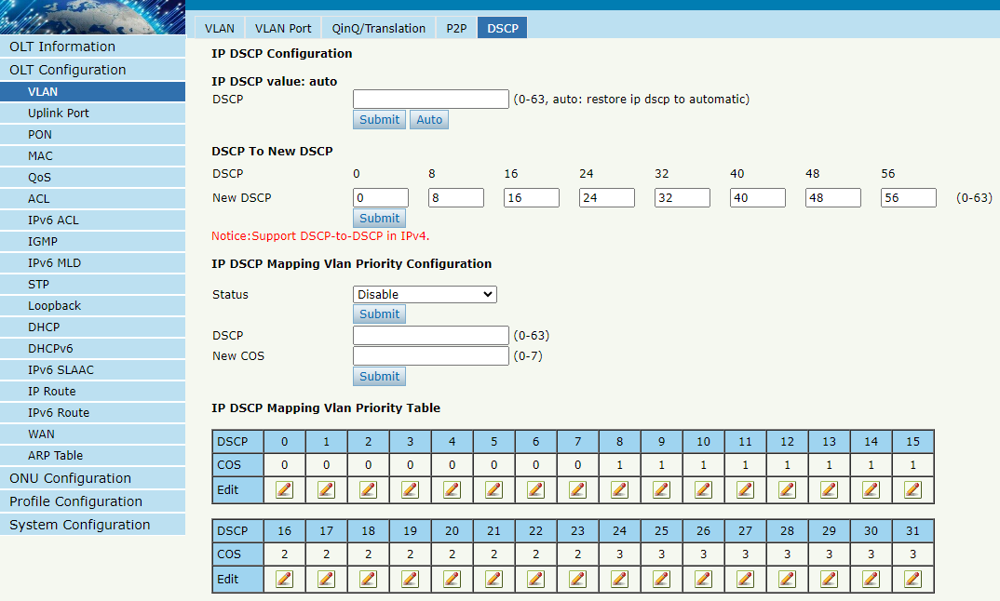 VLAN VLAN Port QinQ/Translation P2P DSCP
OLT Information
OLT Configuration
VLAN
Uplink Port
PON
MAC
QoS
ACL
IPv6 ACL
IGMP
IPv6 MLD
STP
Loopback
DHCP
DHCPv6
IPv6 SLAAC
IP Route
IPv6 Route
WAN
ARP Table
ONU Configuration
Profile Configuration
System Configuration
IP DSCP Configuration
IP DSCP value: auto
DSCP (0-63, auto: restore ip dscp to automatic)
Submit Auto
DSCP To New DSCP
DSCP 0 8 16 24 32 40 48 56
New DSCP 0 8 16 24 32 40 48 56 (0-63)
Submit
Notice:Support DSCP-to-DSCP in IPv4.
IP DSCP Mapping Vlan Priority Configuration
Status Disable
Submit
DSCP (0-63)
New COS (0-7)
Submit
IP DSCP Mapping Vlan Priority Table
DSCP 0 1 2 3 4 5 6 7 8 9 10 11 12 13 14 15
COS 0 0 0 0 0 0 0 0 1 1 1 1 1 1 1 1
Edit
DSCP 16 17 18 19 20 21 22 23 24 25 26 27 28 29 30 31
COS 2 2 2 2 2 2 2 2 3 3 3 3 3 3 3 3
Edit